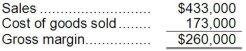 Sales ................................ $433,000
Cost of goods sold........ 173,000
Gross margin............... $260,000